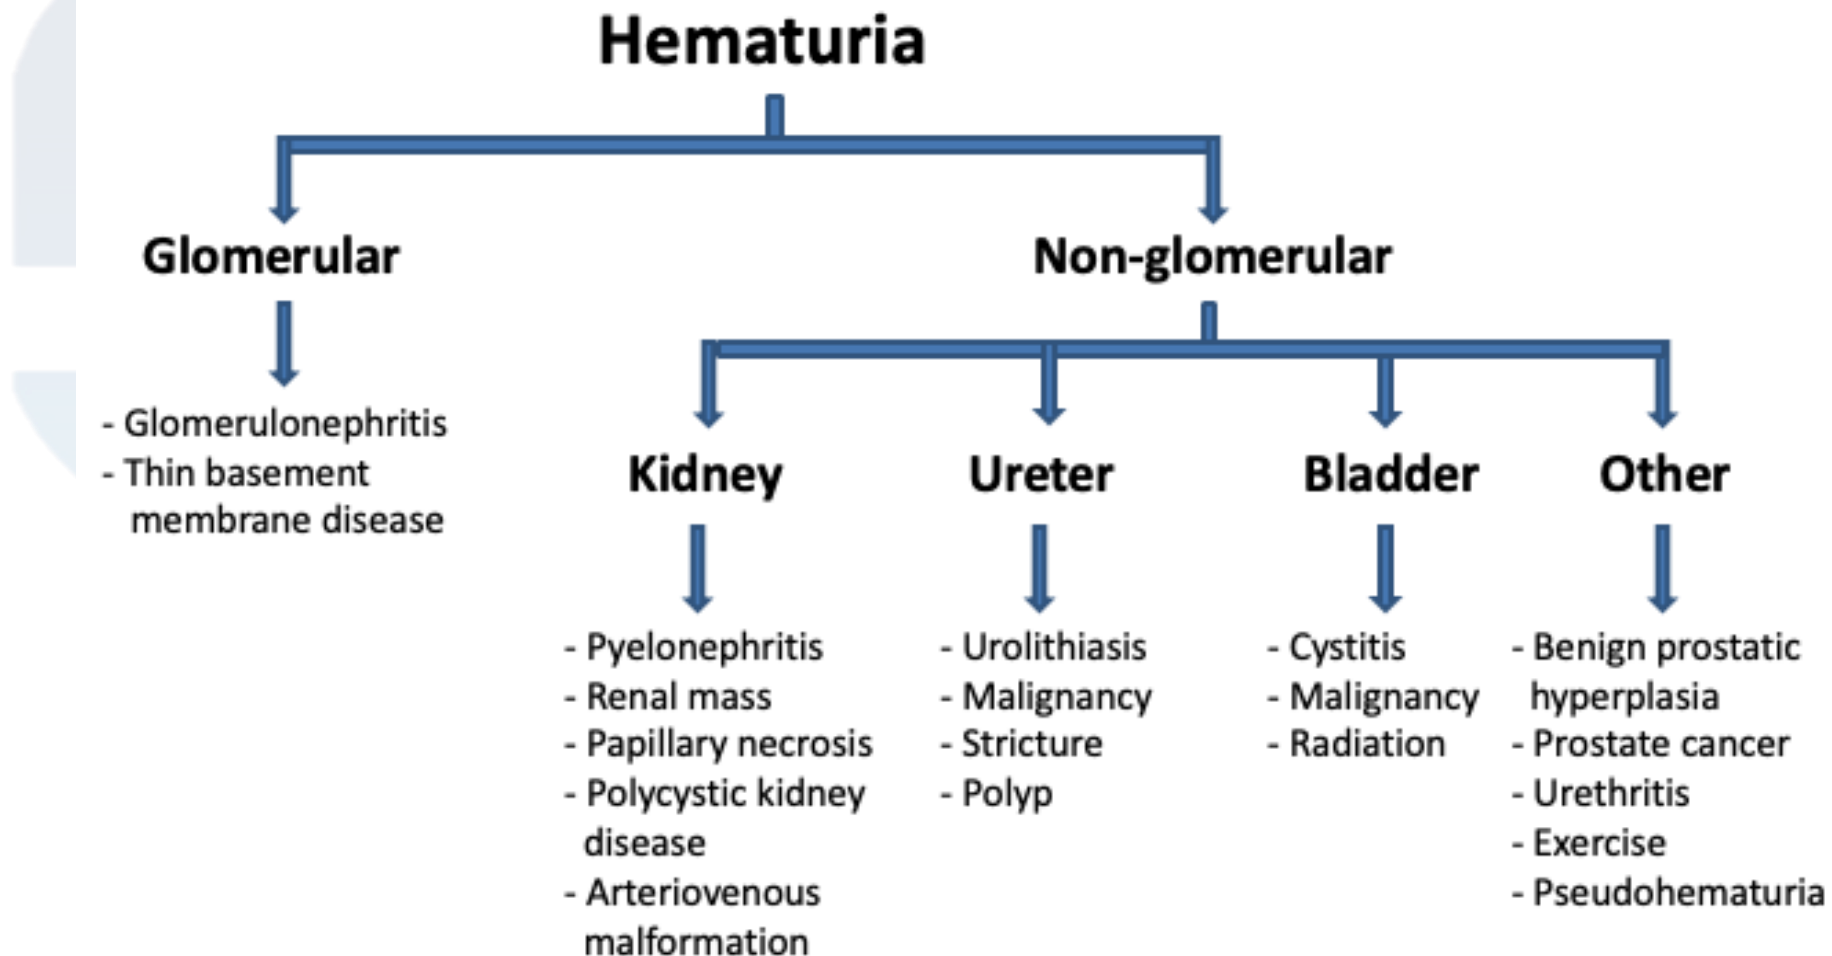 Hematuria
Glomerular
Non-glomerular
- Glomerulonephritis
- Thin basement
membrane disease
Kidney
Ureter
Bladder
Other
- Pyelonephritis
- Renal mass
- Papillary necrosis
- Polycystic kidney
disease
- Arteriovenous
malformation
- Urolithiasis
- Malignancy
- Stricture
- Polyp
- Cystitis
- Malignancy
- Radiation
- Benign prostatic
hyperplasia
- Prostate cancer
- Urethritis
- Exercise
- Pseudohematuria